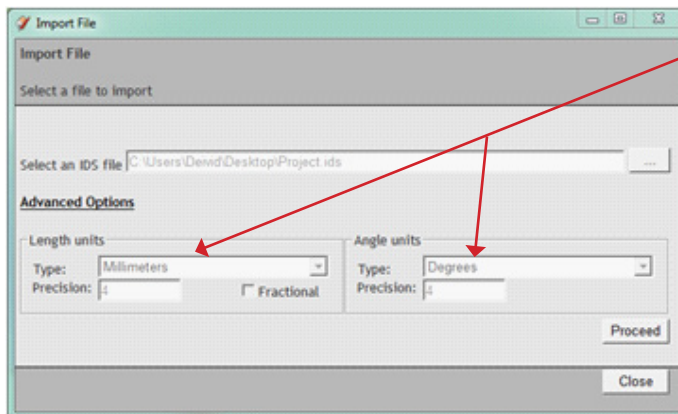 Import File
Import File
Select a file to import
Select an IDS file C:\Users\Deivid\Desktop\Project.ids ...
Advanced Options
Length units Angle units
Type: Millimeters Type: Degrees
Precision: 4 Fractional Precision: 4
Proceed
Close